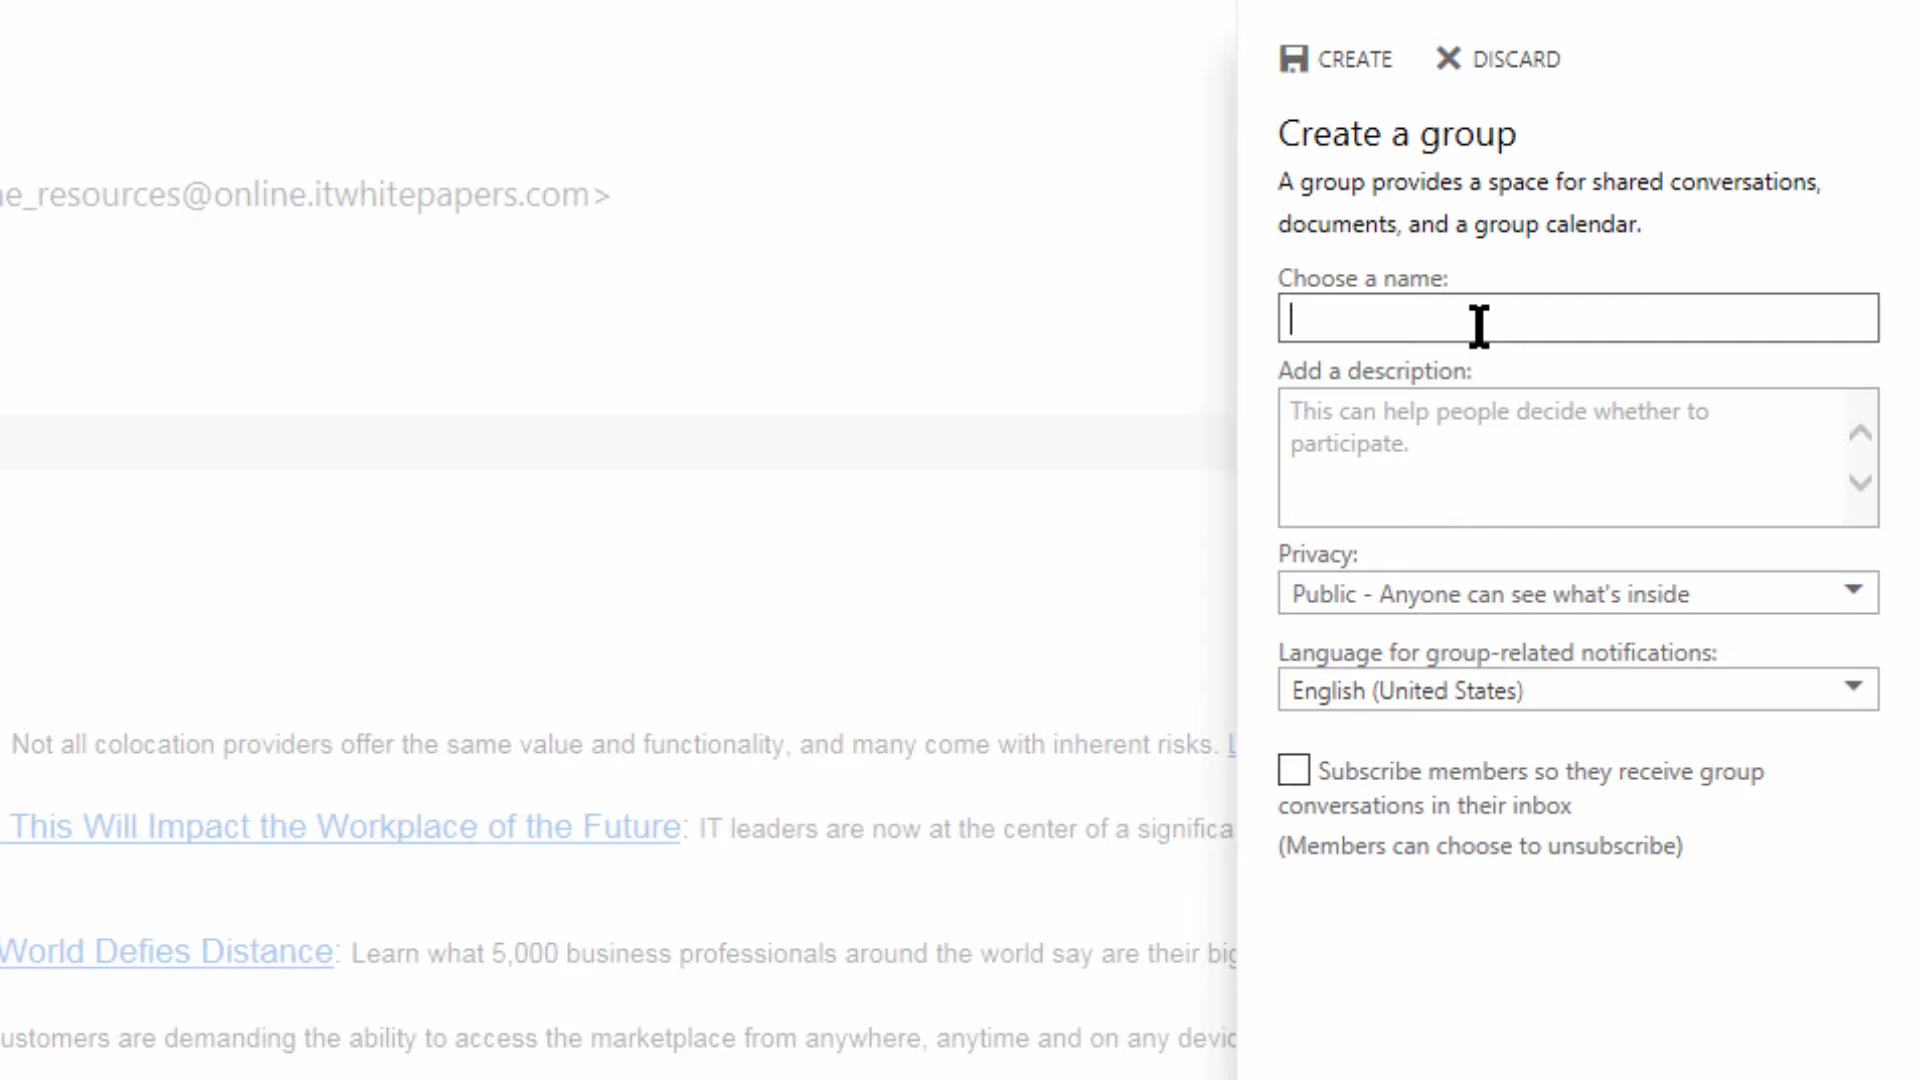 CREATE DISCARD
Create a group
A group provides a space for shared conversations,
documents, and a group calendar.
Choose a name:
Add a description:
This can help people decide whether to
participate.
Privacy:
Public - Anyone can see what's inside
Language for group-related notifications:
English (United States)
Subscribe members so they receive group
conversations in their inbox
(Members can choose to unsubscribe)
ne_resources@online.itwhitepapers.com>
Not all colocation providers offer the same value and functionality, and many come with inherent risks.
This Will Impact the Workplace of the Future: IT leaders are now at the center of a significa
World Defies Distance: Learn what 5,000 business professionals around the world say are their big
ustomers are demanding the ability to access the marketplace from anywhere, anytime and on any devic